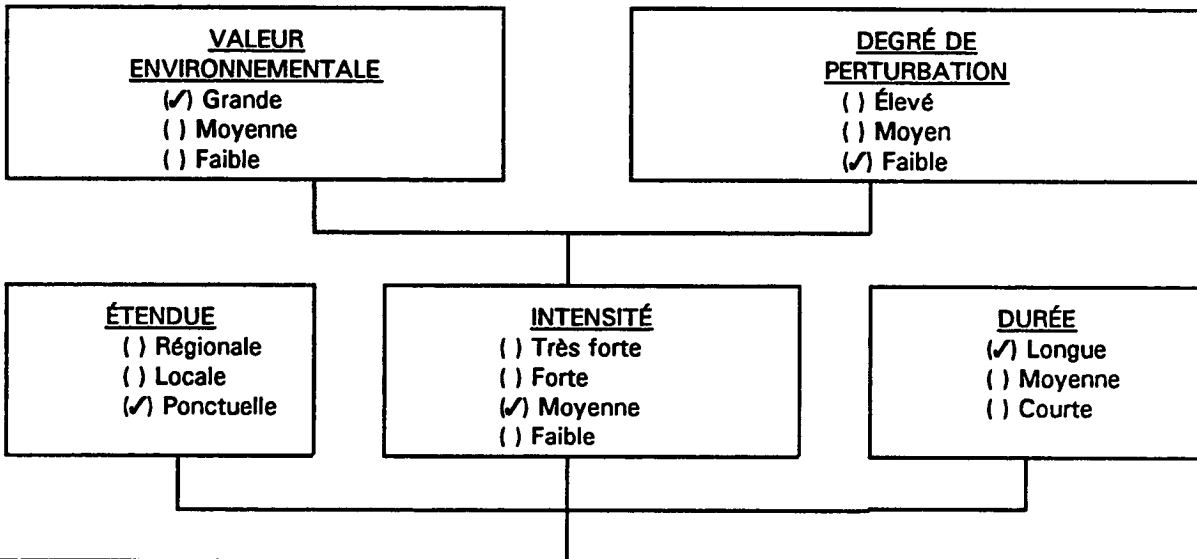 VALEUR
ENVIRONNEMENTALE
(✓) Grande
( ) Moyenne
( ) Faible
DEGRÉ DE
PERTURBATION
( ) Élevé
( ) Moyen
(✓) Faible
ÉTENDUE
( ) Régionale
( ) Locale
(✓) Ponctuelle
INTENSITÉ
( ) Très forte
( ) Forte
(✓) Moyenne
( ) Faible
DURÉE
(✓) Longue
( ) Moyenne
( ) Courte